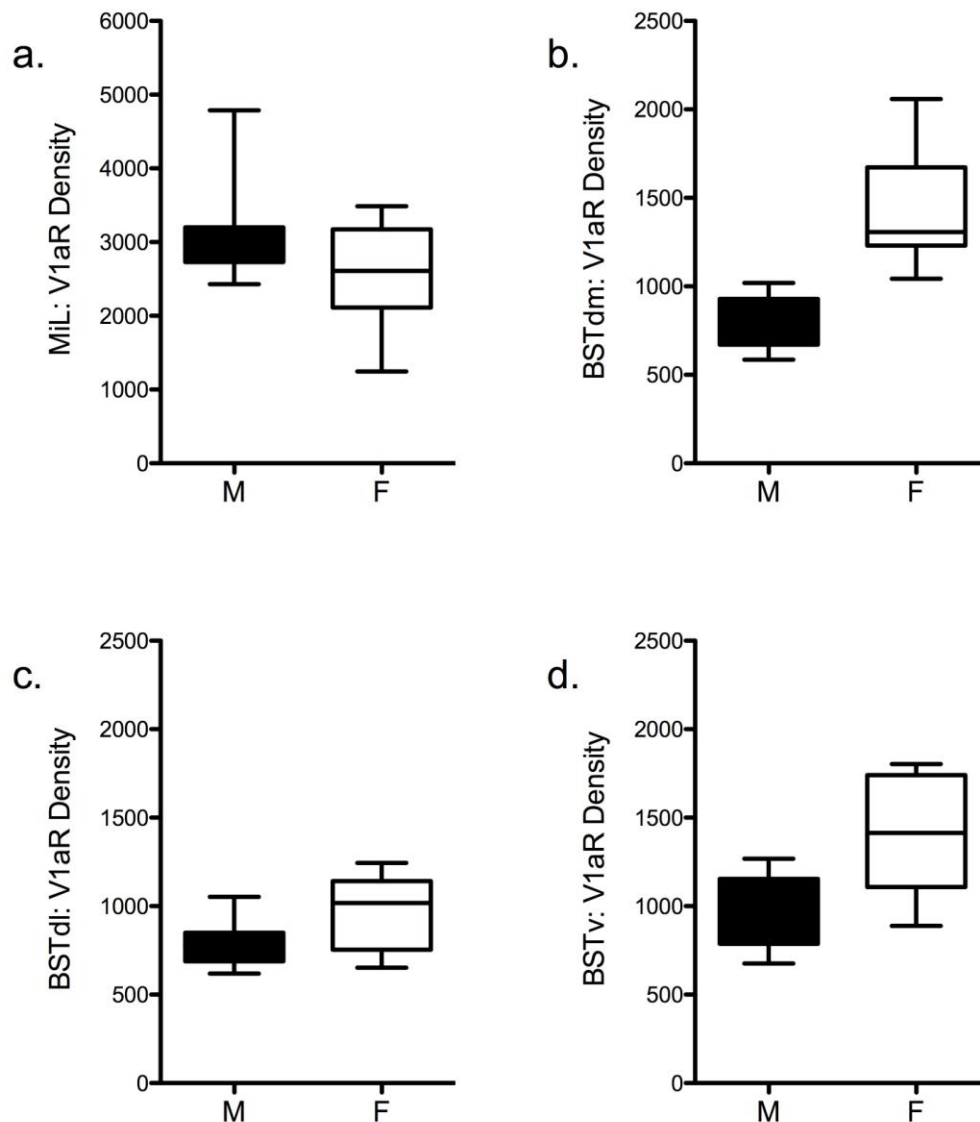 a.
MiL: V1aR Density
6000
5000
4000
3000
2000
1000
0
M
F
b.
BSTdm: V1aR Density
2500
2000
1500
1000
500
0
M
F
c.
BSTdl: V1aR Density
2500
2000
1500
1000
500
0
M
F
d.
BSTv: V1aR Density
2500
2000
1500
1000
500
0
M
F